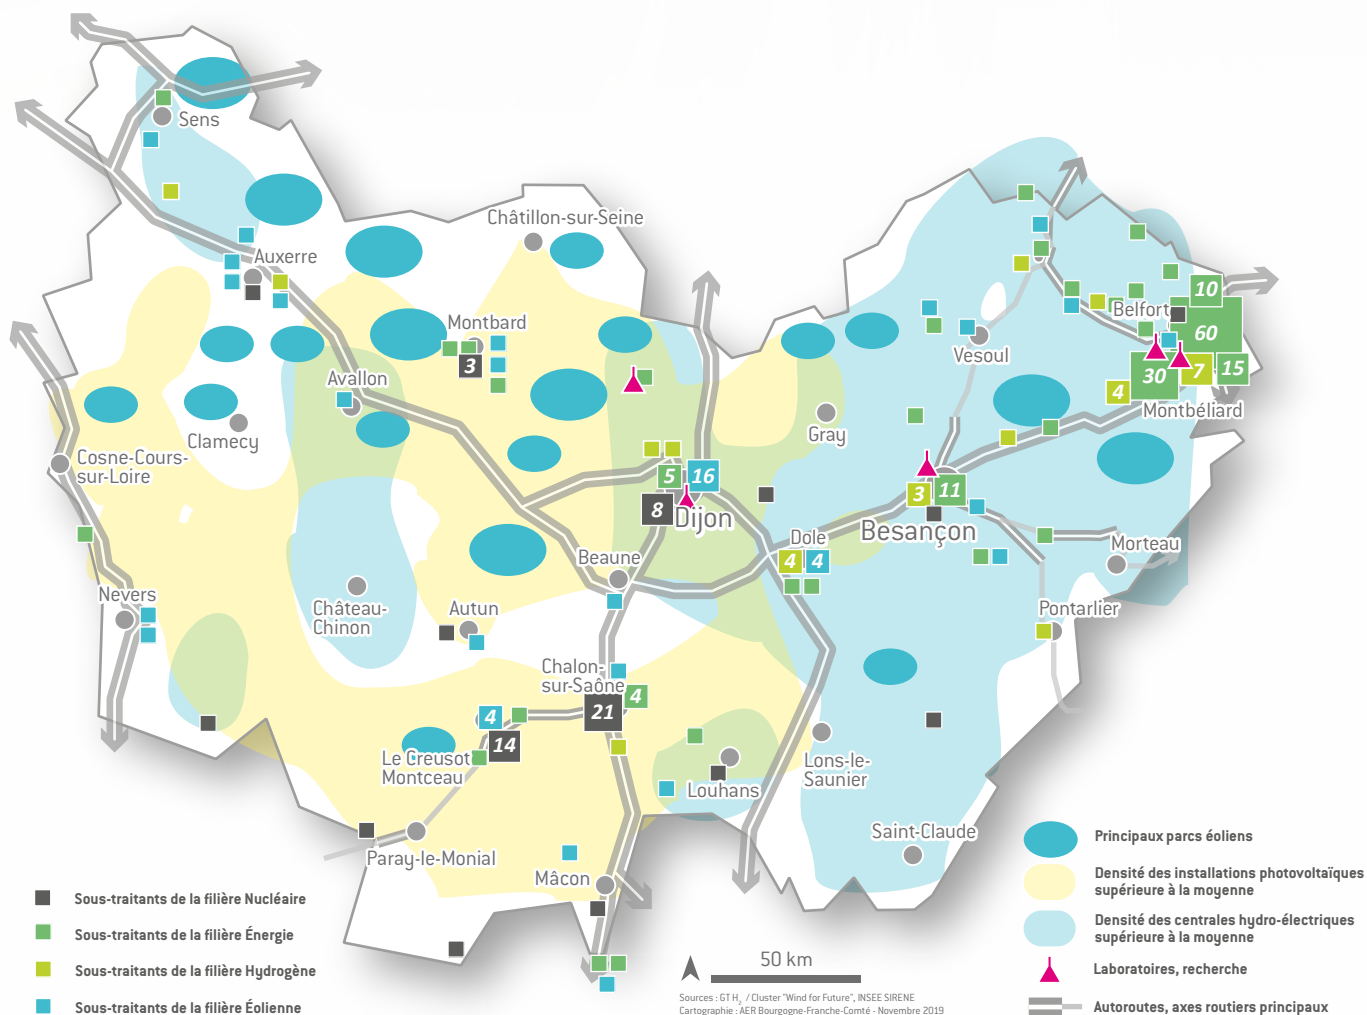 Sens
Châtillon-sur-Seine
Auxerre
Montbard
3
Avallon
Clamecy
Cosne-Cours-
sur-Loire
Vesoul
Belfort
10
60
30
7
15
4
Montbéliard
Gray
5
16
8
Dijon
3
11
Besançon
Dole
4
4
Morteau
Beaune
Nevers
Château-
Chinon
Autun
Pontarlier
Chalon-
sur-Saône
4
21
4
14
Le Creusot
Montceau
Louhans
Lons-le-
Saunier
Paray-le-Monial
Mâcon
Saint-Claude
Sous-traitants de la filière Nucléaire
Sous-traitants de la filière Énergie
Sous-traitants de la filière Hydrogène
Sous-traitants de la filière Éolienne
50 km
Sources : GT H2 / Cluster "Wind for Future", INSEE SIRENE
Cartographie : AER Bourgogne-Franche-Comté - Novembre 2019
Principaux parcs éoliens
Densité des installations photovoltaïques
supérieure à la moyenne
Densité des centrales hydro-électriques
supérieure à la moyenne
Laboratoires, recherche
Autoroutes, axes routiers principaux